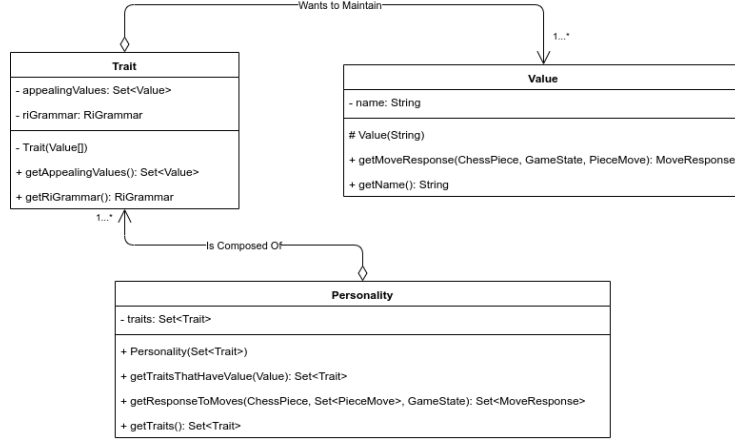 Wants to Maintain
1...*
Trait
- appealingValues: Set<Value>
- riGrammar: RiGrammar
- Trait(Value[])
+ getAppealingValues(): Set<Value>
+ getRiGrammar(): RiGrammar
Value
- name: String
# Value(String)
+ getMoveResponse(ChessPiece, GameState, PieceMove): MoveResponse
+ getName(): String
1...*
Is Composed Of
Personality
- traits: Set<Trait>
+ Personality(Set<Trait>)
+ getTraitsThatHaveValue(Value): Set<Trait>
+ getResponseToMoves(ChessPiece, Set<PieceMove>, GameState): Set<MoveResponse>
+ getTraits(): Set<Trait>